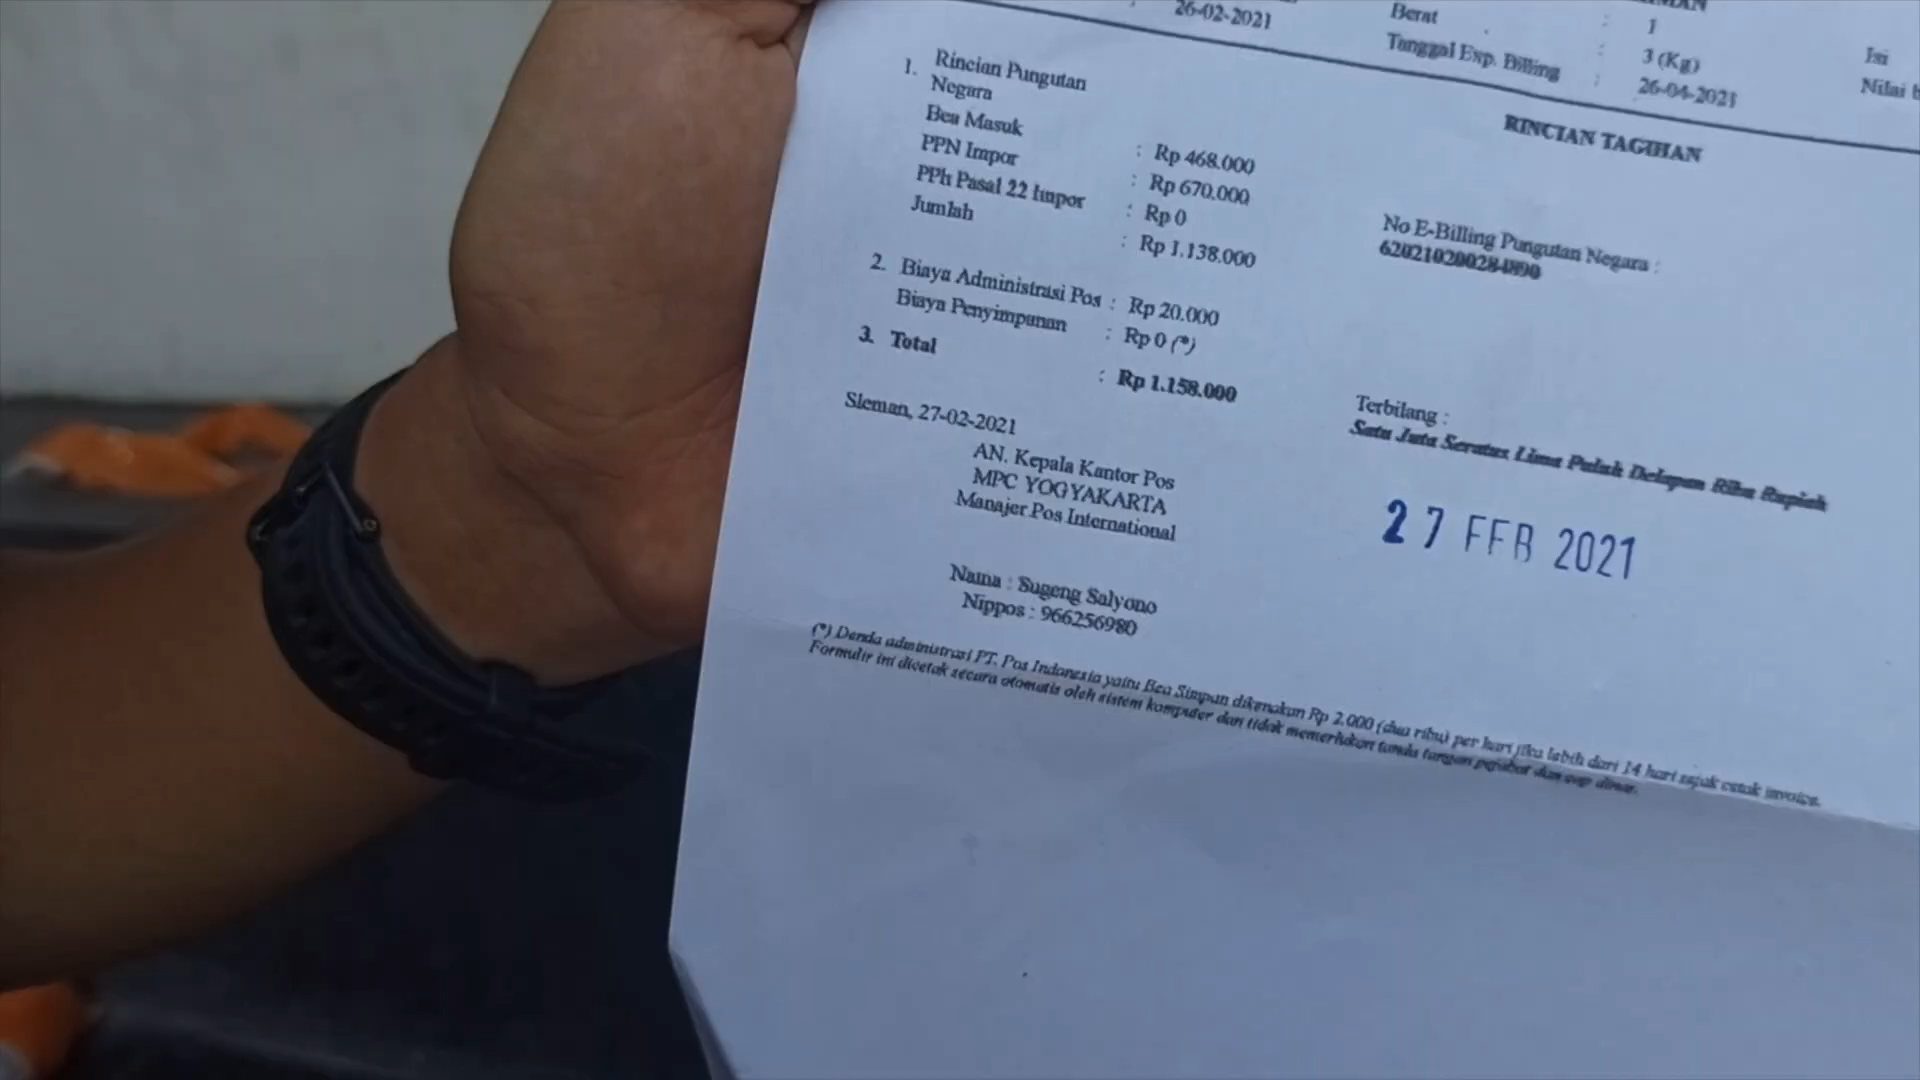 26-02-2021
Berat
: 1
Isi
Tanggal Exp. Billing
: 3 (Kg)
Nilai
: 26-04-2021
RINCIAN TAGIHAN
1. Rincian Pungutan
Negara
Bea Masuk : Rp 468.000
PPN Impor : Rp 670.000
PPh Pasal 22 Impor : Rp 0
Jumlah : Rp 1.138.000
No E-Billing Pungutan Negara :
620210200284890
2. Biaya Administrasi Pos : Rp 20.000
Biaya Penyimpanan : Rp 0 (*)
3. Total : Rp 1.158.000
Terbilang :
Satu Juta Seratus Lima Puluh Delapan Ribu Rupiah
Sleman, 27-02-2021
AN. Kepala Kantor Pos
MPC YOGYAKARTA
Manajer Pos International
27 FEB 2021
Nama : Sugeng Salyono
Nippos : 966256980
(*) Denda administrasi PT. Pos Indonesia yaitu Bea Simpan dikenakan Rp 2.000 (dua ribu) per hari jika lebih dari 14 hari sejak cetak invoice.
Formulir ini dicetak secara otomatis oleh sistem komputer dan tidak memerlukan tanda tangan pejabat dan cap dinas.